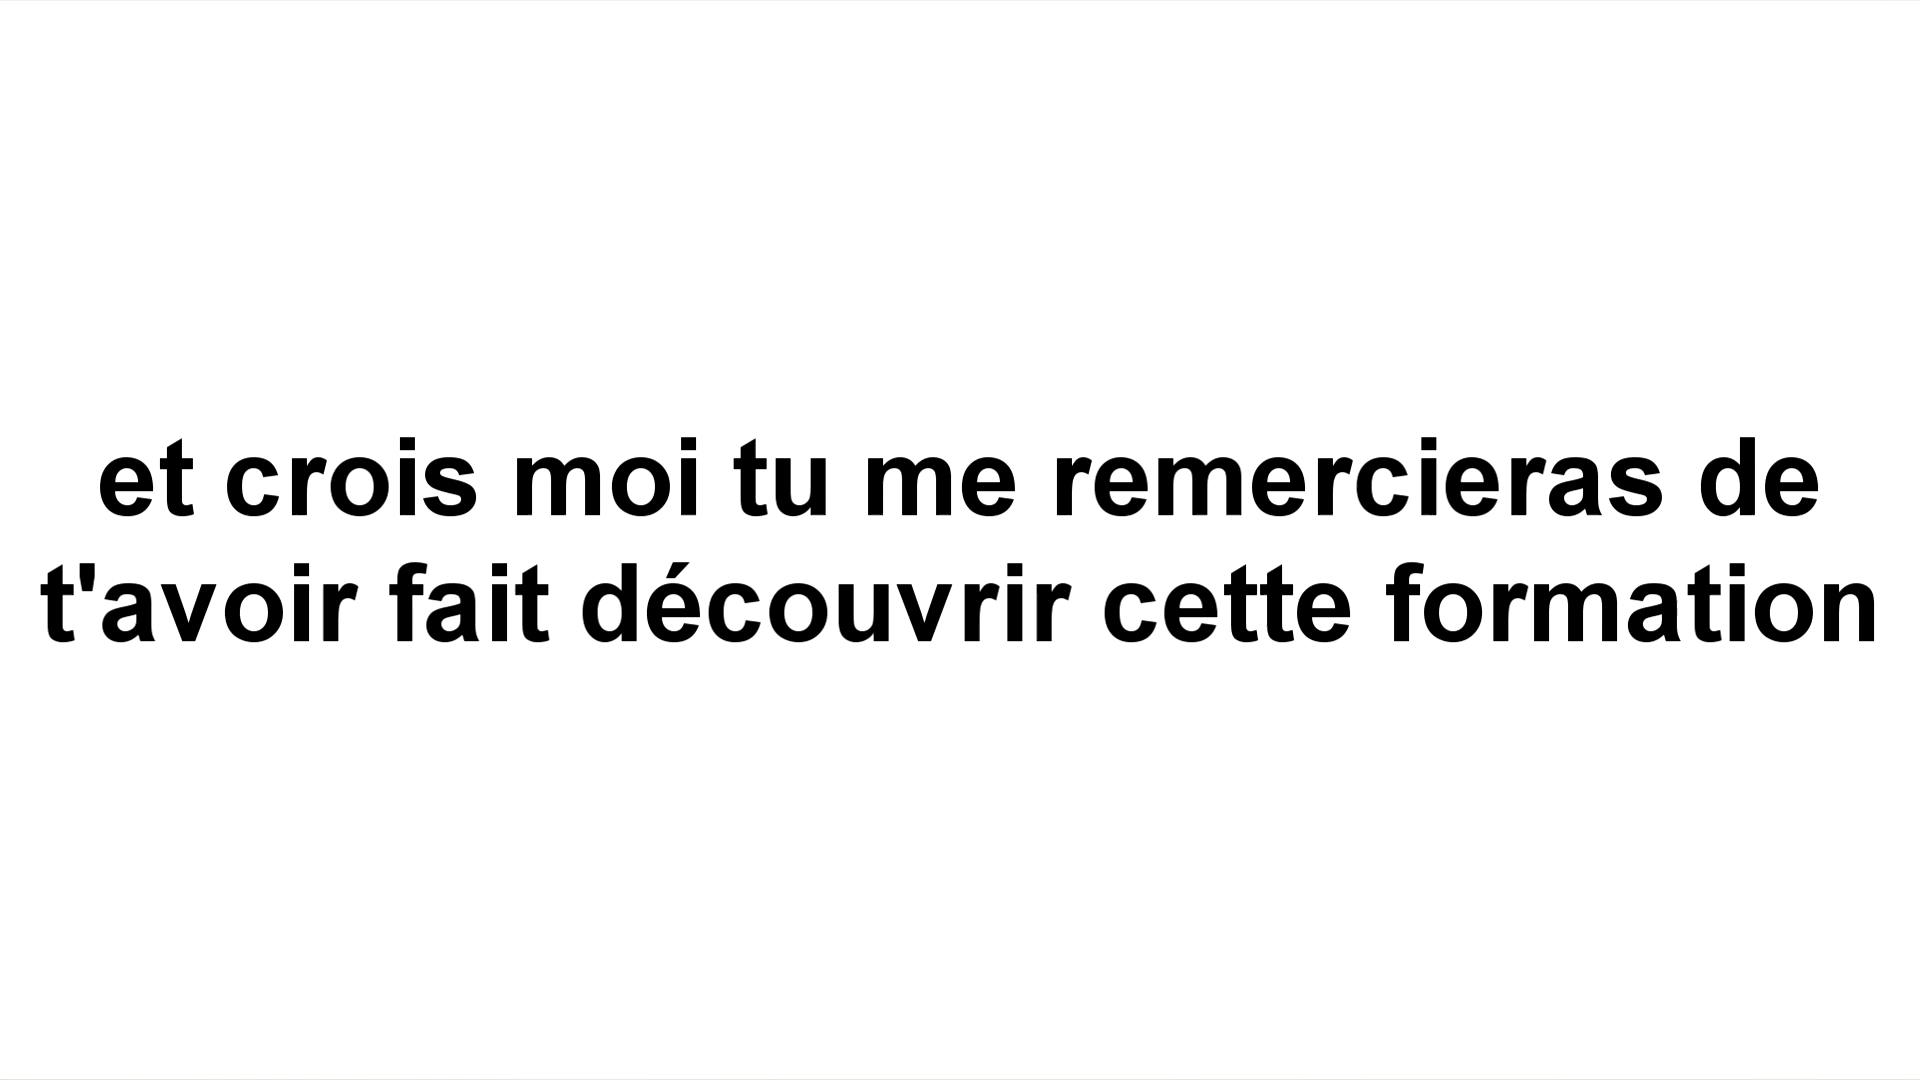 et crois moi tu me remercieras de
t'avoir fait découvrir cette formation